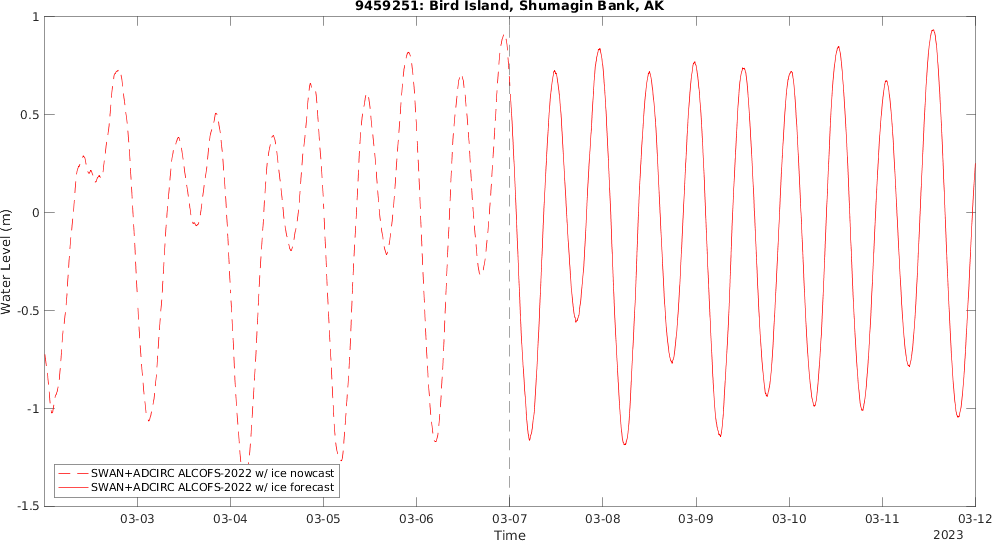 9459251: Bird Island, Shumagin Bank, AK
1
0.5
0
-0.5
-1
-1.5
Water Level (m)
SWAN+ADCIRC ALCOFS-2022 w/ ice nowcast
SWAN+ADCIRC ALCOFS-2022 w/ ice forecast
03-03 03-04 03-05 03-06 03-07 03-08 03-09 03-10 03-11 03-12
Time
2023